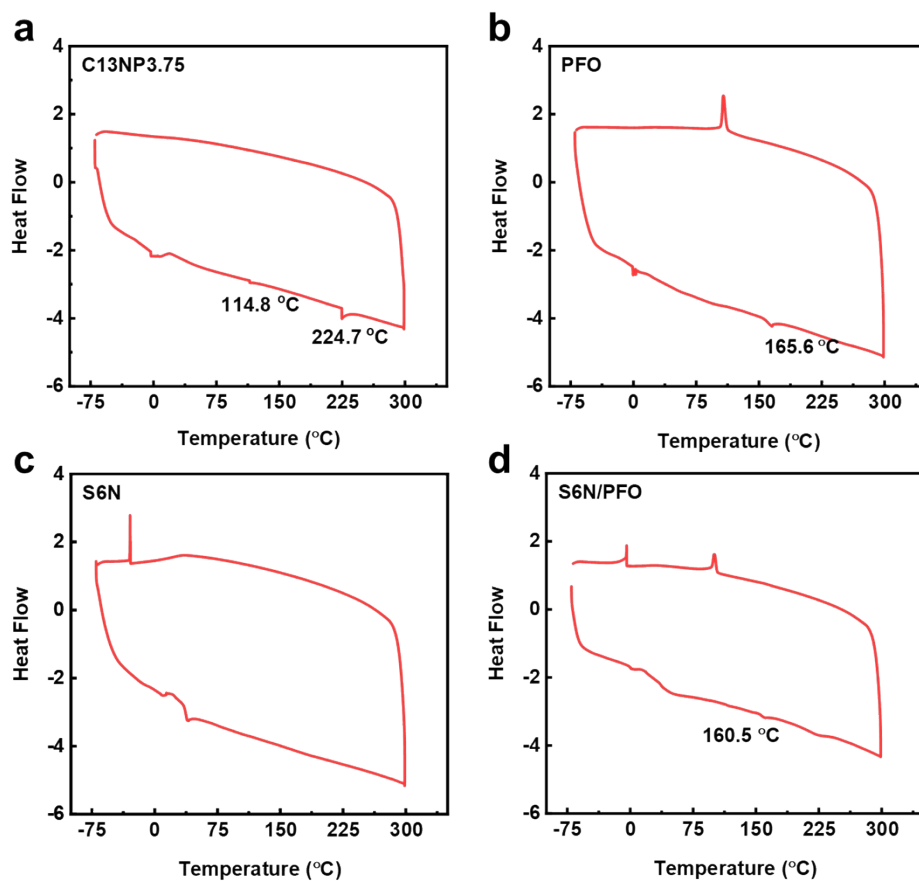 a
C13NP3.75
4
2
0
-2
-4
-6
Heat Flow
114.8 °C
224.7 °C
-75 0 75 150 225 300
Temperature (°C)
b
PFO
4
2
0
-2
-4
-6
Heat Flow
165.6 °C
-75 0 75 150 225 300
Temperature (°C)
c
S6N
4
2
0
-2
-4
-6
Heat Flow
-75 0 75 150 225 300
Temperature (°C)
d
S6N/PFO
4
2
0
-2
-4
-6
Heat Flow
160.5 °C
-75 0 75 150 225 300
Temperature (°C)